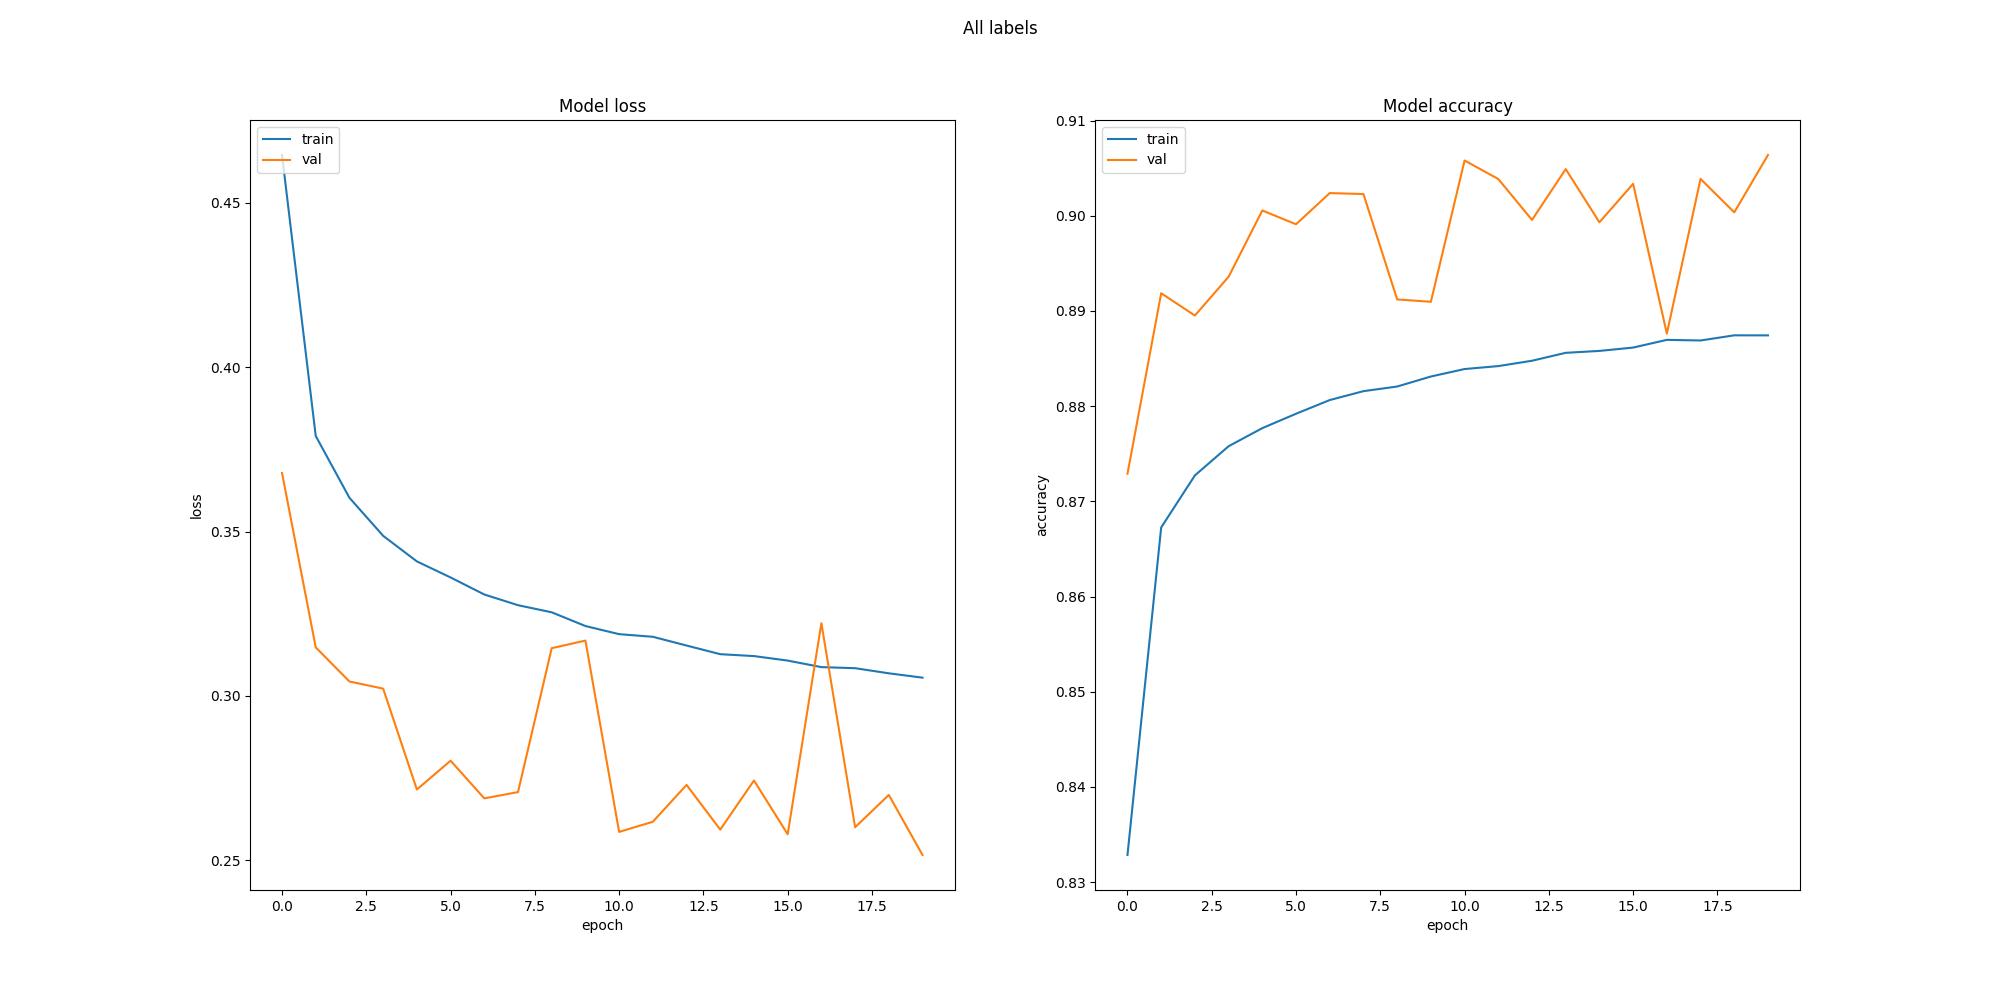 All labels
Model loss
train
val
0.45
0.40
0.35
0.30
0.25
loss
0.0 2.5 5.0 7.5 10.0 12.5 15.0 17.5
epoch
Model accuracy
train
val
0.91
0.90
0.89
0.88
0.87
0.86
0.85
0.84
0.83
accuracy
0.0 2.5 5.0 7.5 10.0 12.5 15.0 17.5
epoch